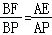 BF/BP = AE/AP